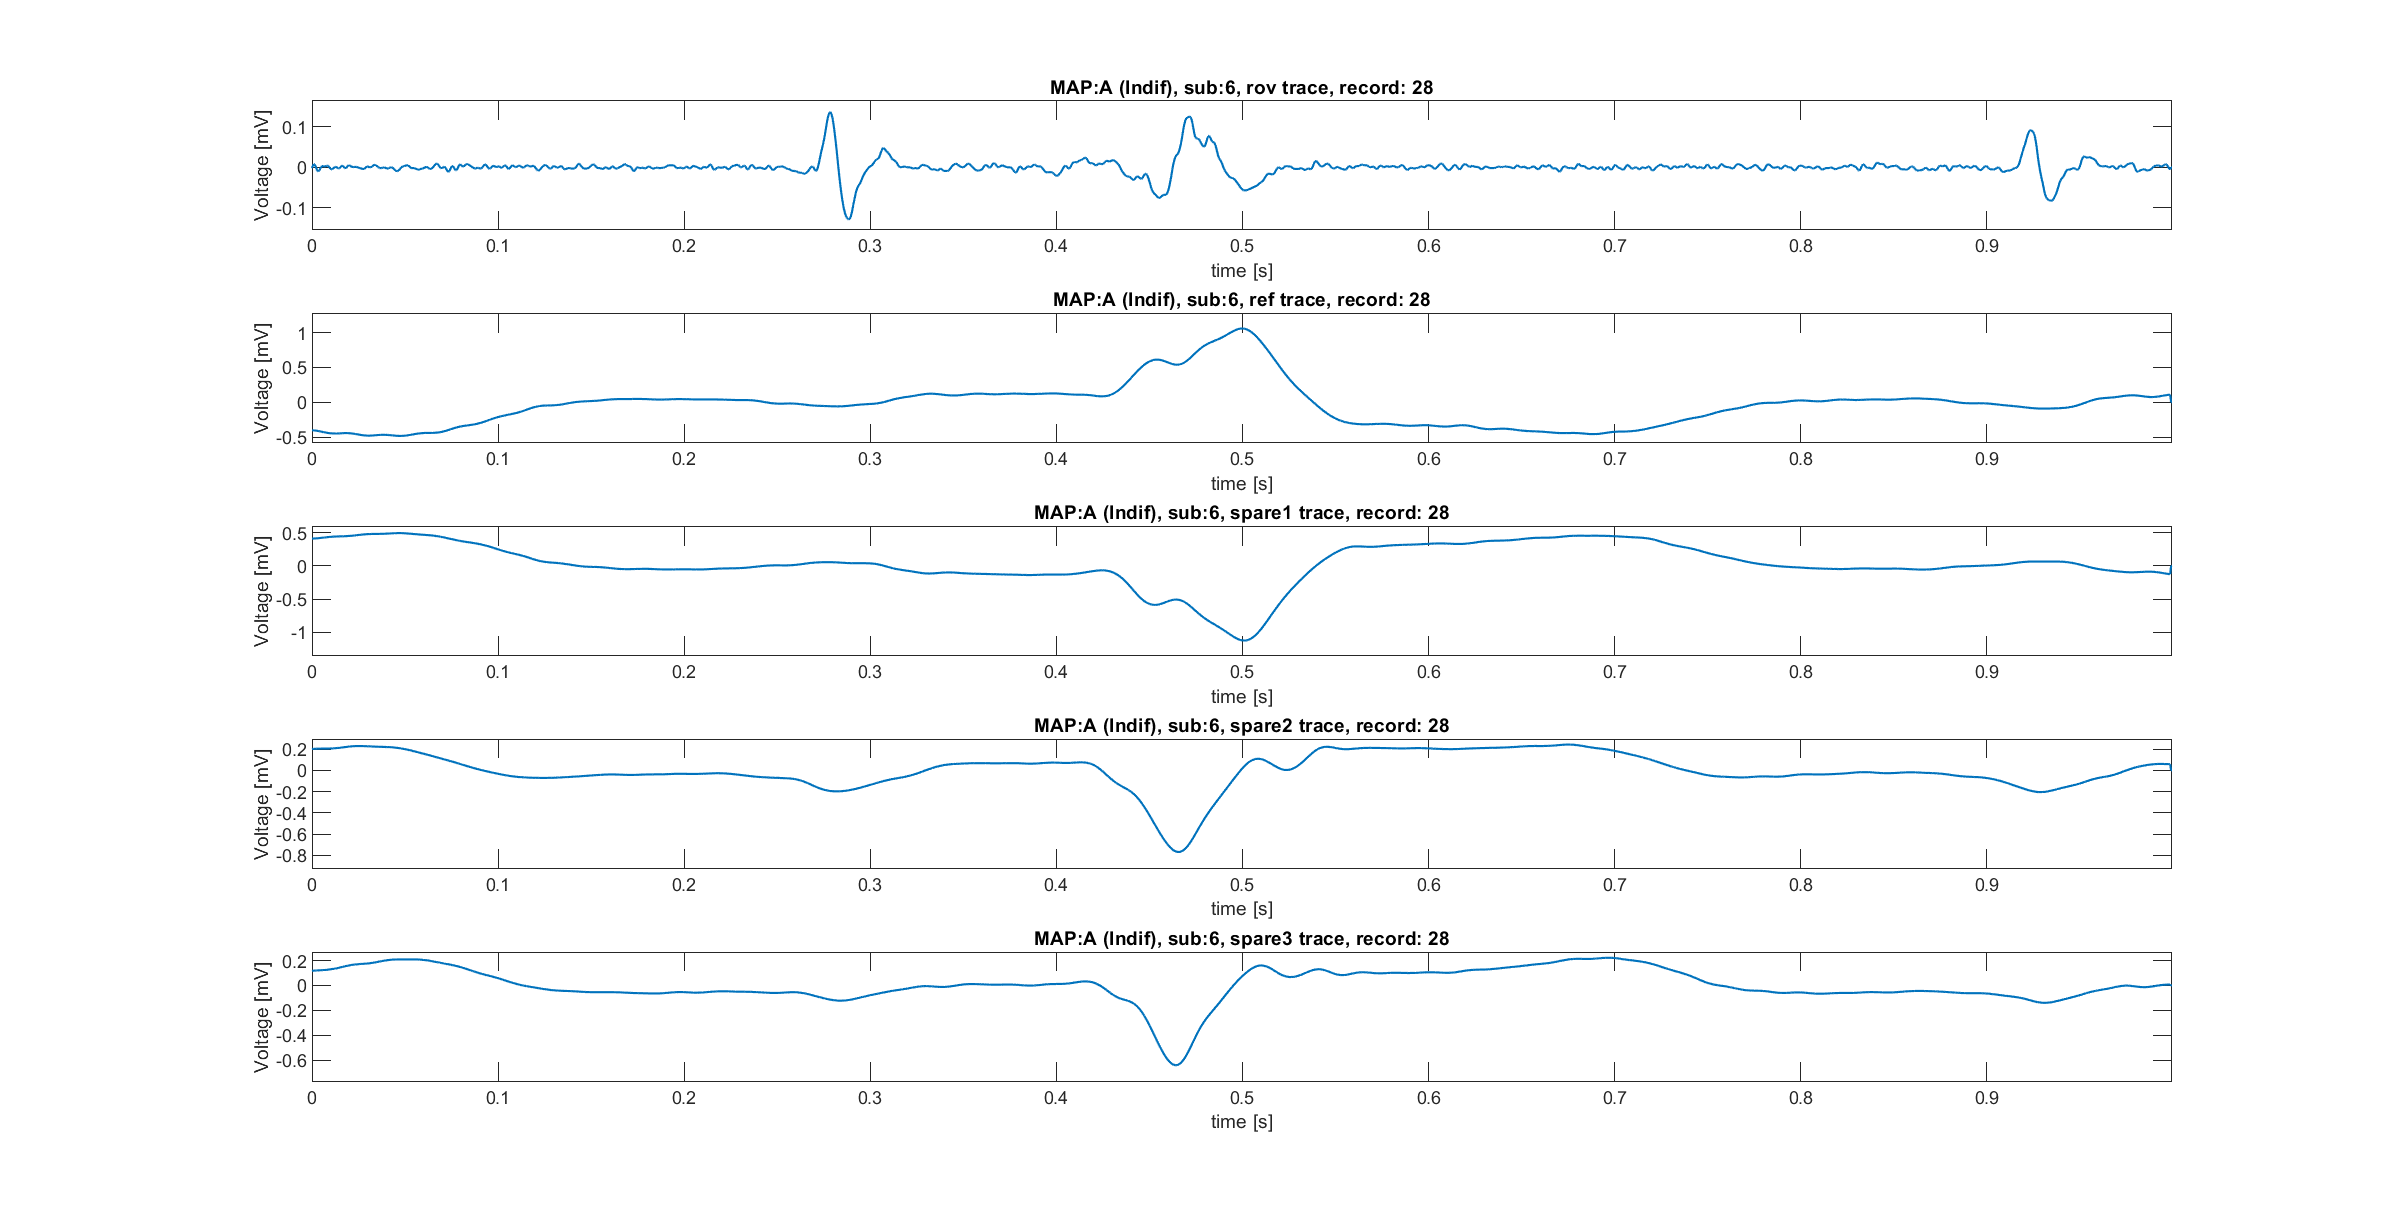 MAP:A (Indif), sub:6, rov trace, record: 28
Voltage [mV]
0.1
0
-0.1
0 0.1 0.2 0.3 0.4 0.5 0.6 0.7 0.8 0.9
time [s]
MAP:A (Indif), sub:6, ref trace, record: 28
Voltage [mV]
1
0.5
0
-0.5
0 0.1 0.2 0.3 0.4 0.5 0.6 0.7 0.8 0.9
time [s]
MAP:A (Indif), sub:6, spare1 trace, record: 28
Voltage [mV]
0.5
0
-0.5
-1
0 0.1 0.2 0.3 0.4 0.5 0.6 0.7 0.8 0.9
time [s]
MAP:A (Indif), sub:6, spare2 trace, record: 28
Voltage [mV]
0.2
0
-0.2
-0.4
-0.6
-0.8
0 0.1 0.2 0.3 0.4 0.5 0.6 0.7 0.8 0.9
time [s]
MAP:A (Indif), sub:6, spare3 trace, record: 28
Voltage [mV]
0.2
0
-0.2
-0.4
-0.6
0 0.1 0.2 0.3 0.4 0.5 0.6 0.7 0.8 0.9
time [s]